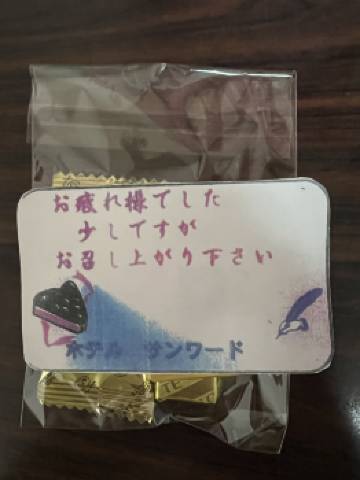 お疲れ様でした
少しですが
お召し上がり下さい
ホテル サンワード